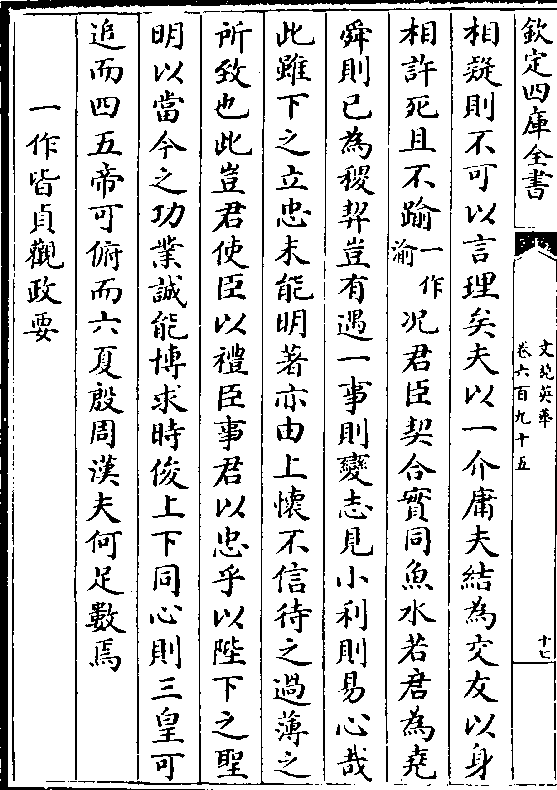 欽定四庫全書
文苑英華
卷六百九十五
十七
相疑則不可以言理矣夫以一介庸夫結為交友以身
相許死且不踰一作渝况君臣契合實同魚水若君為堯
舜則已為稷契豈有遇一事則變志見小利則易心哉
此雖下之立忠未能明著亦由上懐不信待之過薄之
所致也此豈君使臣以禮臣事君以忠乎以陛下之聖
明以當今之功業誠能博求時俊上下同心則三皇可
追而四五帝可俯而六夏殷周漢夫何足數焉
一作皆貞觀政要